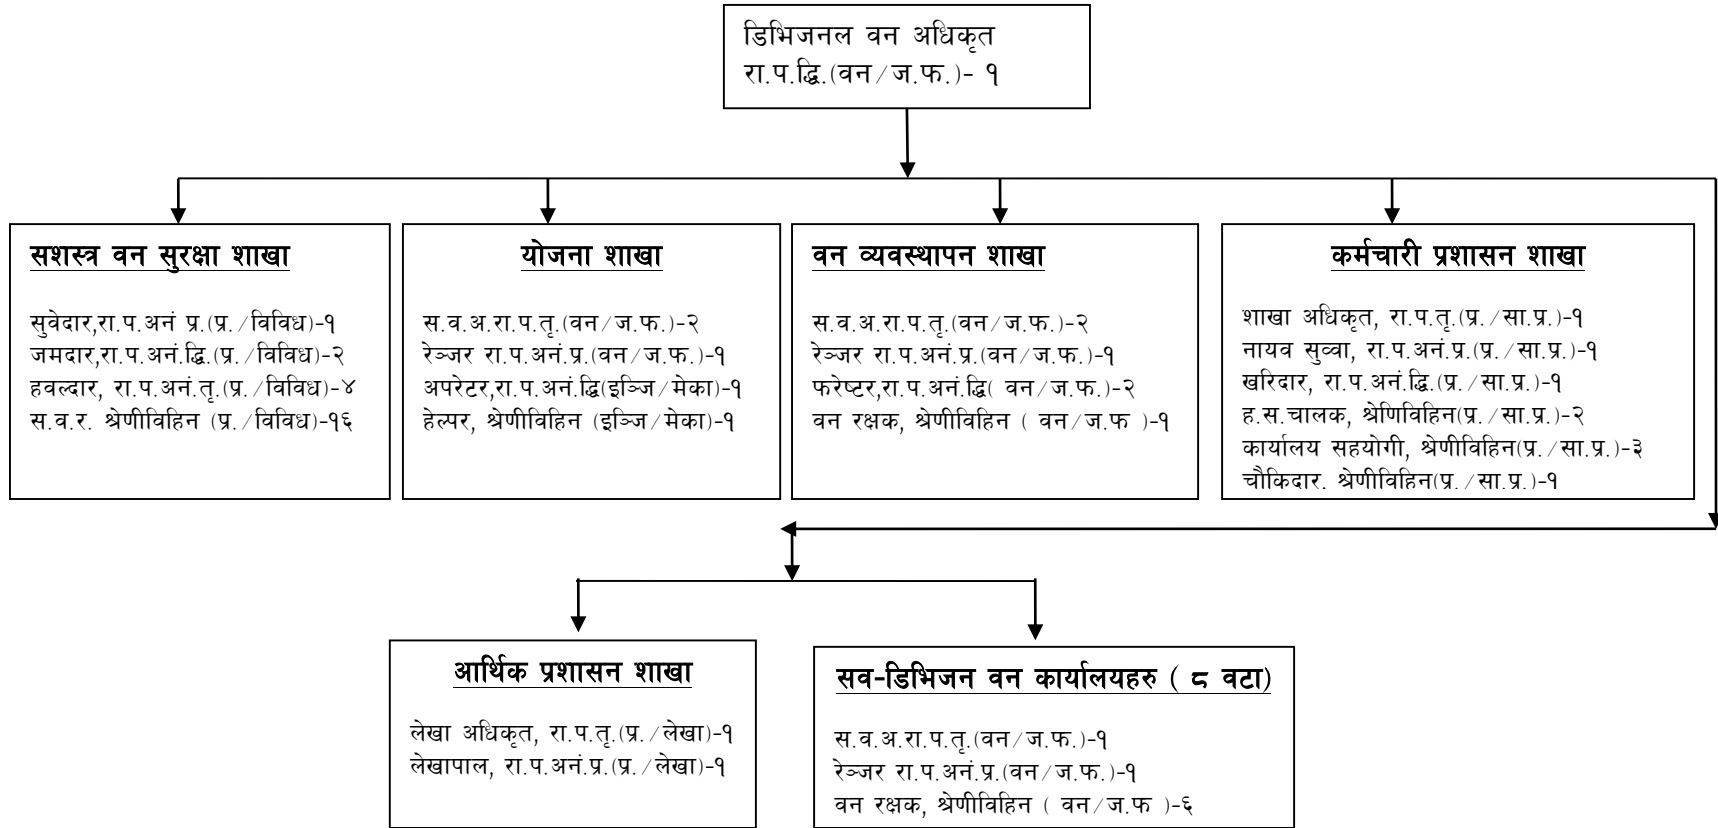 डिभिजनल वन अधिकृत
रा.प.द्धि.(वन/ज.फ.)- १
सशस्त्र वन सुरक्षा शाखा
सुवेदार,रा.प.अनं प्र.(प्र./विविध)-१
जमदार,रा.प.अनं.द्धि.(प्र./विविध)-२
हवल्दार, रा.प.अनं.तृ.(प्र./विविध)-४
स.व.र. श्रेणीविहिन (प्र./विविध)-१६
योजना शाखा
स.व.अ.रा.प.तृ.(वन/ज.फ.)-२
रेञ्जर रा.प.अनं.प्र.(वन/ज.फ.)-१
अपरेटर,रा.प.अनं.द्धि(इञ्जि/मेका)-१
हेल्पर, श्रेणीविहिन (इञ्जि/मेका)-१
वन व्यवस्थापन शाखा
स.व.अ.रा.प.तृ.(वन/ज.फ.)-२
रेञ्जर रा.प.अनं.प्र.(वन/ज.फ.)-१
फरेष्टर,रा.प.अनं.द्धि( वन/ज.फ.)-२
वन रक्षक, श्रेणीविहिन ( वन/ज.फ )-१
कर्मचारी प्रशासन शाखा
शाखा अधिकृत, रा.प.तृ.(प्र./सा.प्र.)-१
नायव सुव्वा, रा.प.अनं.प्र.(प्र./सा.प्र.)-१
खरिदार, रा.प.अनं.द्धि.(प्र./सा.प्र.)-१
ह.स.चालक, श्रेणिविहिन(प्र./सा.प्र.)-२
कार्यालय सहयोगी, श्रेणीविहिन(प्र./सा.प्र.)-३
चौकिदार. श्रेणीविहिन(प्र./सा.प्र.)-१
आर्थिक प्रशासन शाखा
लेखा अधिकृत, रा.प.तृ.(प्र./लेखा)-१
लेखापाल, रा.प.अनं.प्र.(प्र./लेखा)-१
सव-डिभिजन वन कार्यालयहरु ( ८ वटा)
स.व.अ.रा.प.तृ.(वन/ज.फ.)-१
रेञ्जर रा.प.अनं.प्र.(वन/ज.फ.)-१
वन रक्षक, श्रेणीविहिन ( वन/ज.फ )-६